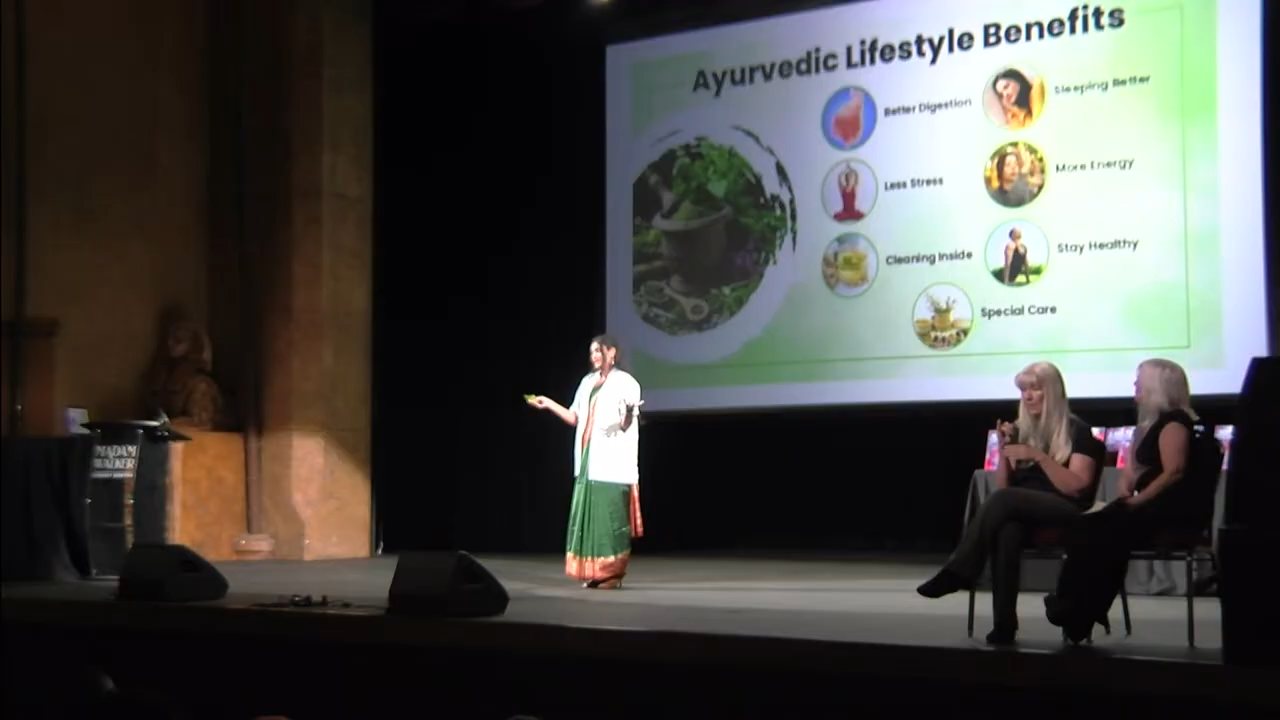 Ayurvedic Lifestyle Benefits
Better Digestion
Sleeping Better
Less Stress
More Energy
Cleaning Inside
Stay Healthy
Special Care
MADAM
WALKER